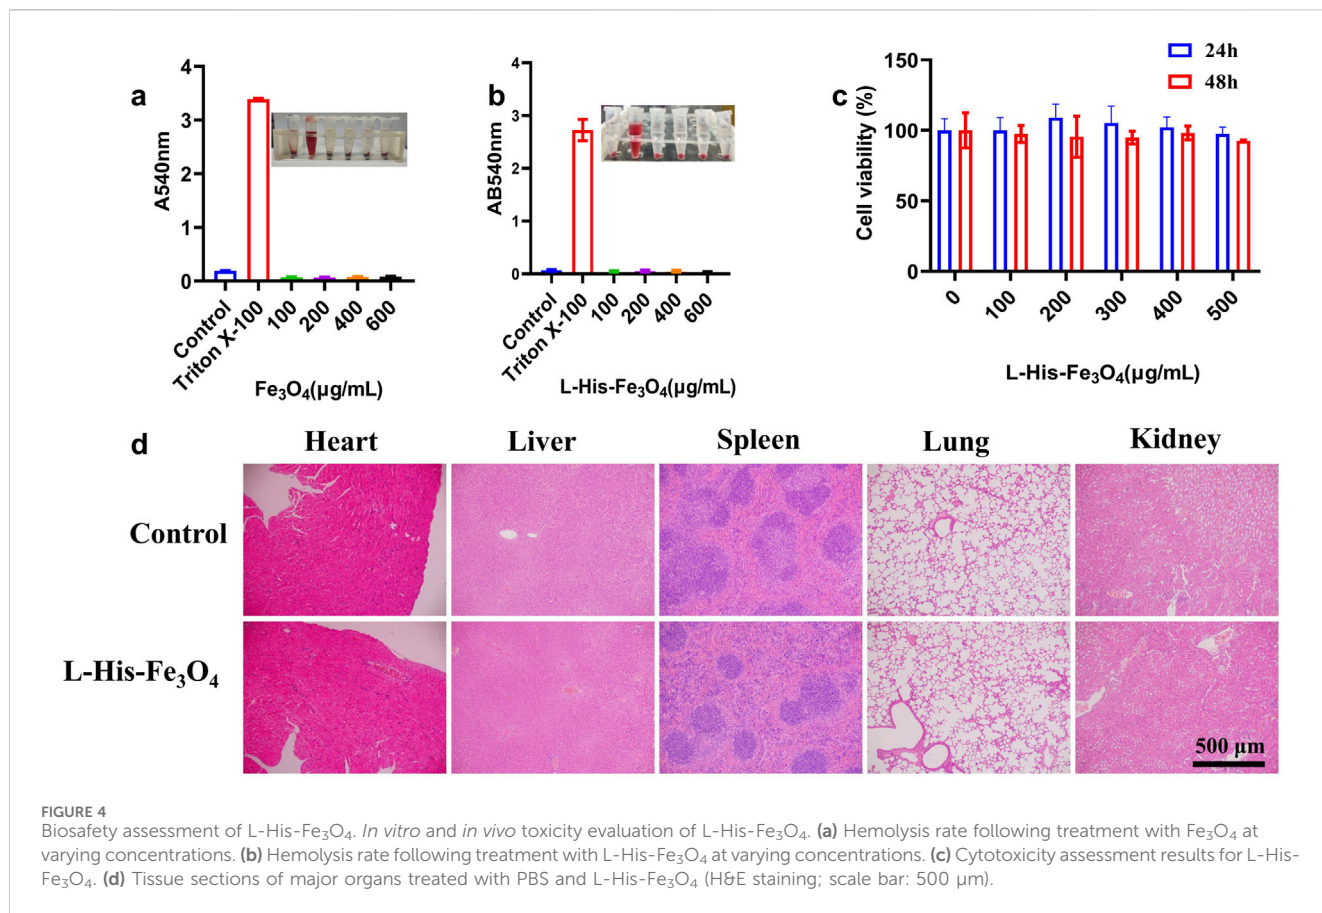 a
4
3
2
1
0
A540nm
Control
Triton X-100
100
200
400
600
Fe₃O₄(µg/mL)
b
4
3
2
1
0
AB540nm
Control
Triton X-100
100
200
400
600
L-His-Fe₃O₄(µg/mL)
c
24h
48h
150
100
50
0
Cell viability (%)
0
100
200
300
400
500
L-His-Fe₃O₄(µg/mL)
d
Heart Liver Spleen Lung Kidney
Control
L-His-Fe₃O₄
500 µm
FIGURE 4
Biosafety assessment of L-His-Fe₃O₄. In vitro and in vivo toxicity evaluation of L-His-Fe₃O₄. (a) Hemolysis rate following treatment with Fe₃O₄ at
varying concentrations. (b) Hemolysis rate following treatment with L-His-Fe₃O₄ at varying concentrations. (c) Cytotoxicity assessment results for L-His-
Fe₃O₄. (d) Tissue sections of major organs treated with PBS and L-His-Fe₃O₄ (H&E staining; scale bar: 500 µm).